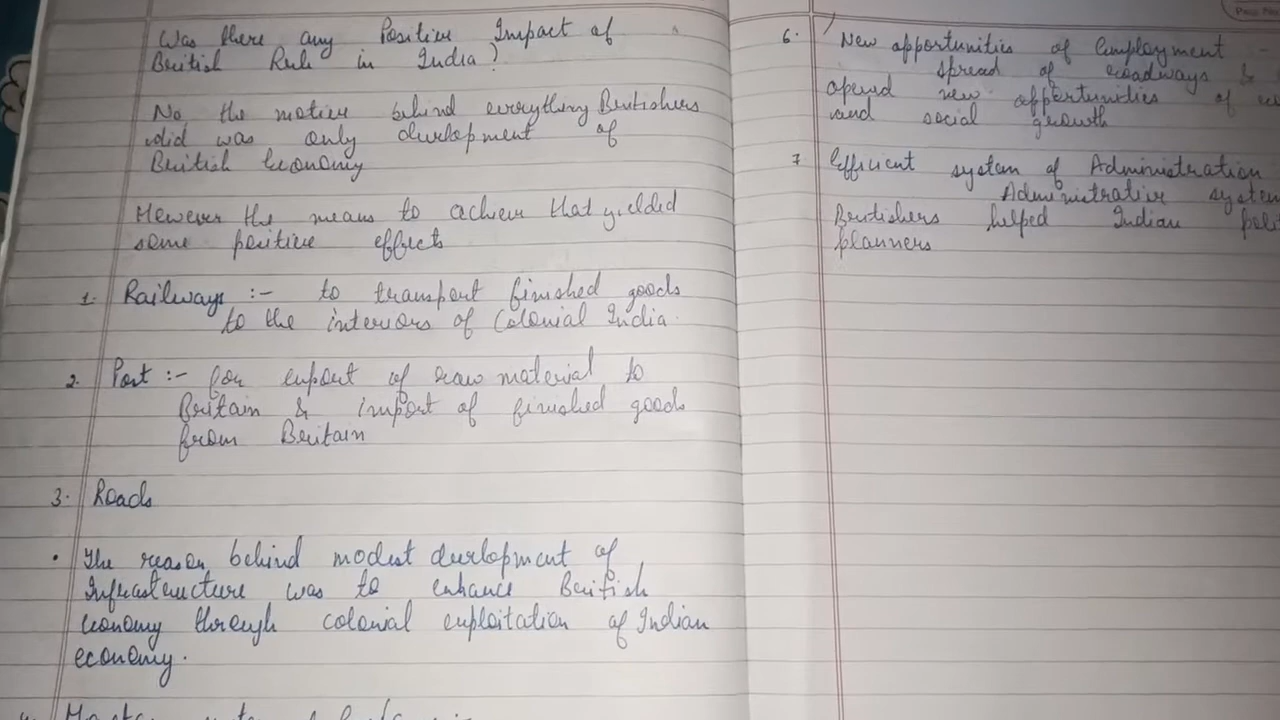 Was there any Positive Impact of
British Rule in India?
No, the motive behind everything Britishers
did was only development of
British Economy
However the means to achieve that yielded
some positive effects
1. Railways :- to transport finished goods
to the interiors of Colonial India.
2. Port :- for export of raw material to
Britain & import of finished goods
from Britain
3. Roads
• The reason behind modest development of
Infrastructure was to enhance British
economy through colonial exploitation of Indian
economy.
6. New opportunities of Employment -
spread of roadways &
opend new opportunities of
and social growth
7 Efficient system of Administration
Administrative system
Britishers helped Indian
planners